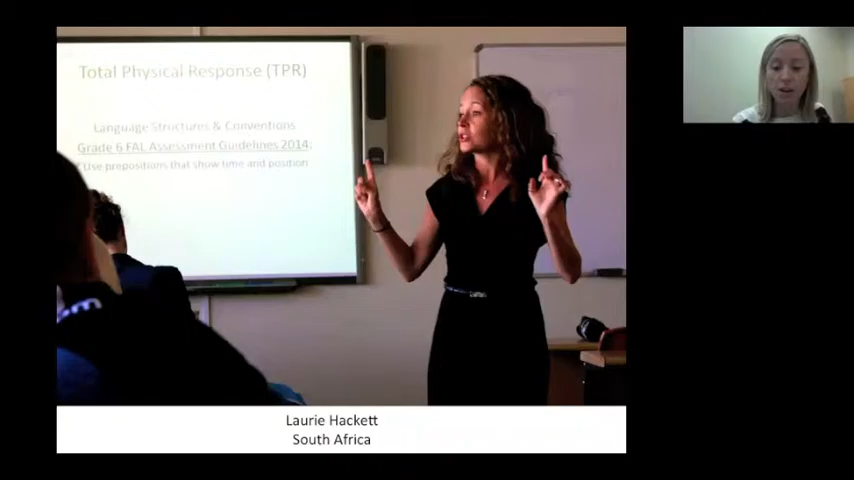 Total Physical Response (TPR)
Language Structures & Conventions
Grade 6 FAL Assessment Guidelines 2014:
Use prepositions that show time and position
Laurie Hackett
South Africa